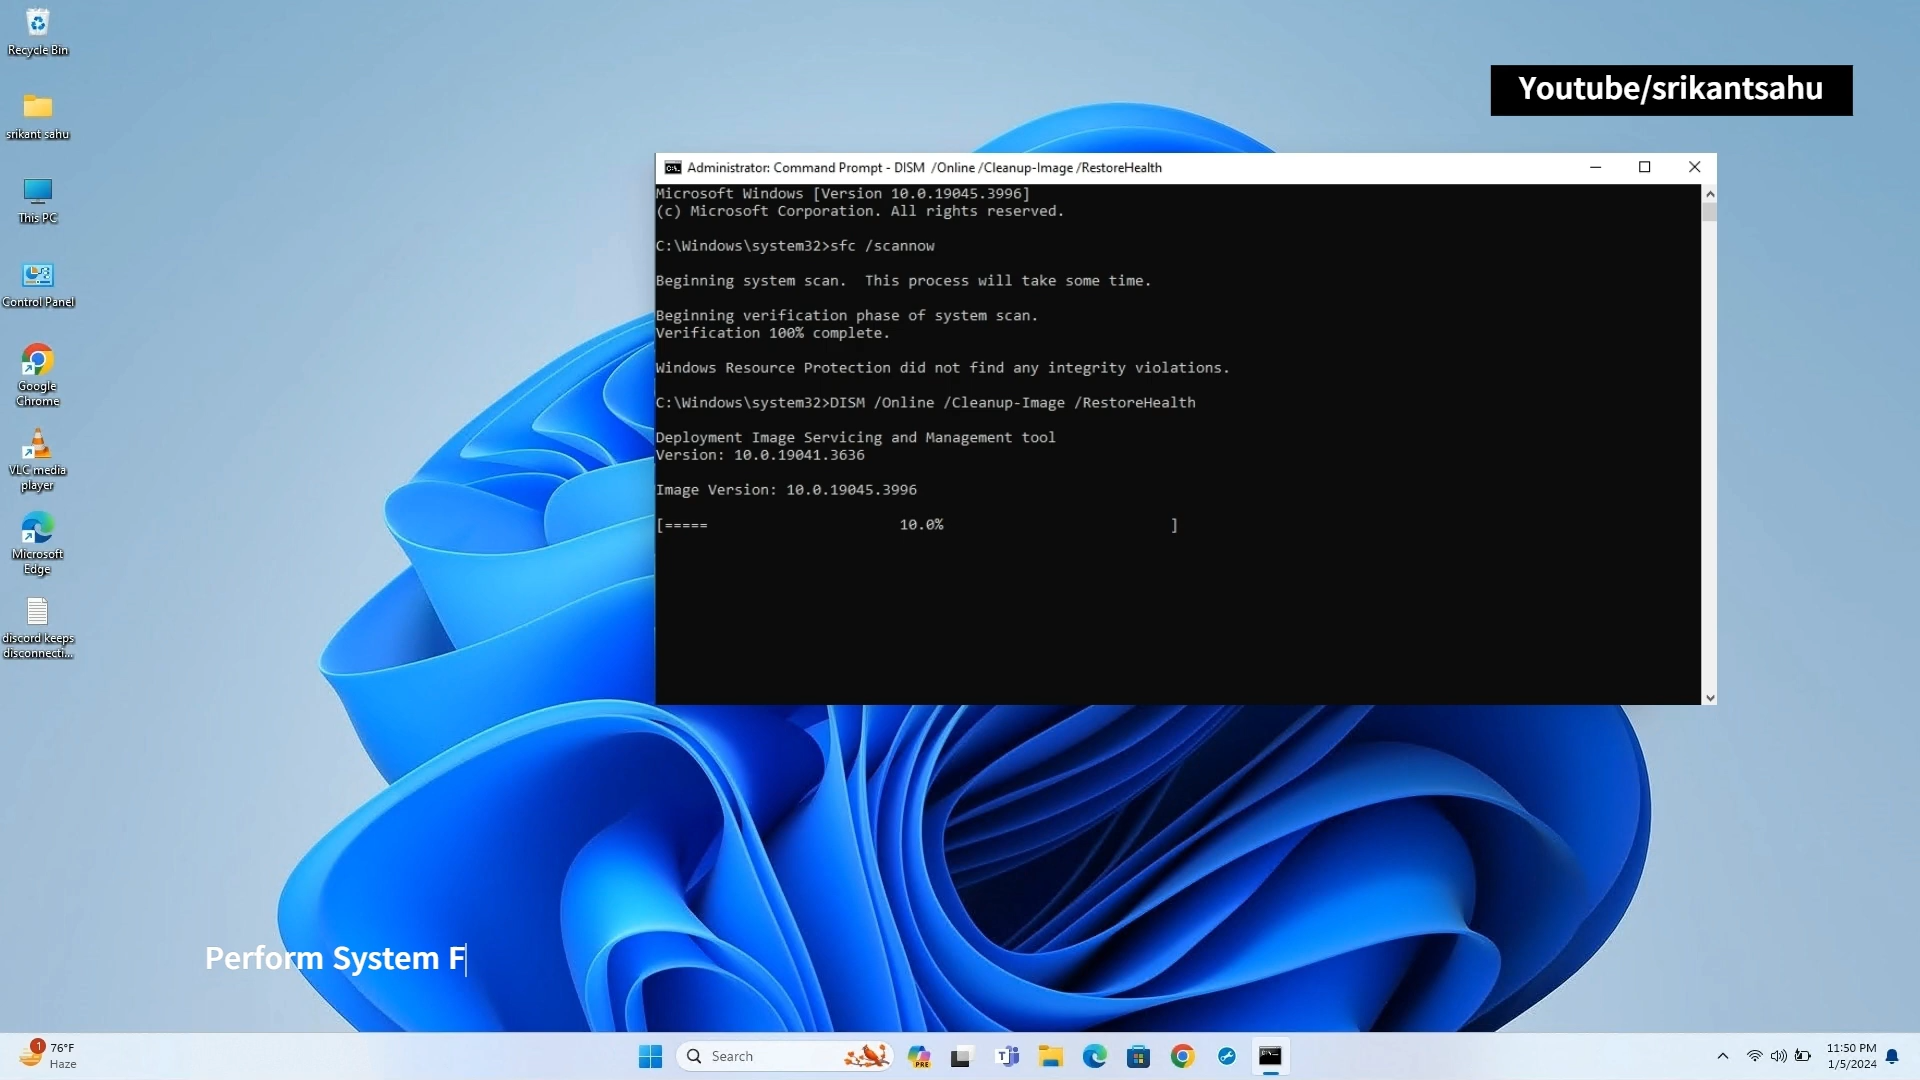 Recycle Bin
srikant sahu
This PC
Control Panel
Google
Chrome
VLC media
player
Microsoft
Edge
discord keeps
disconnecti...
Youtube/srikantsahu
Administrator: Command Prompt - DISM /Online /Cleanup-Image /RestoreHealth
Microsoft Windows [Version 10.0.19045.3996]
(c) Microsoft Corporation. All rights reserved.
C:\Windows\system32>sfc /scannow
Beginning system scan.  This process will take some time.
Beginning verification phase of system scan.
Verification 100% complete.
Windows Resource Protection did not find any integrity violations.
C:\Windows\system32>DISM /Online /Cleanup-Image /RestoreHealth
Deployment Image Servicing and Management tool
Version: 10.0.19041.3636
Image Version: 10.0.19045.3996
[===== 10.0% ]
Perform System F
1
76°F
Haze
Search
PRE
11:50 PM
1/5/2024